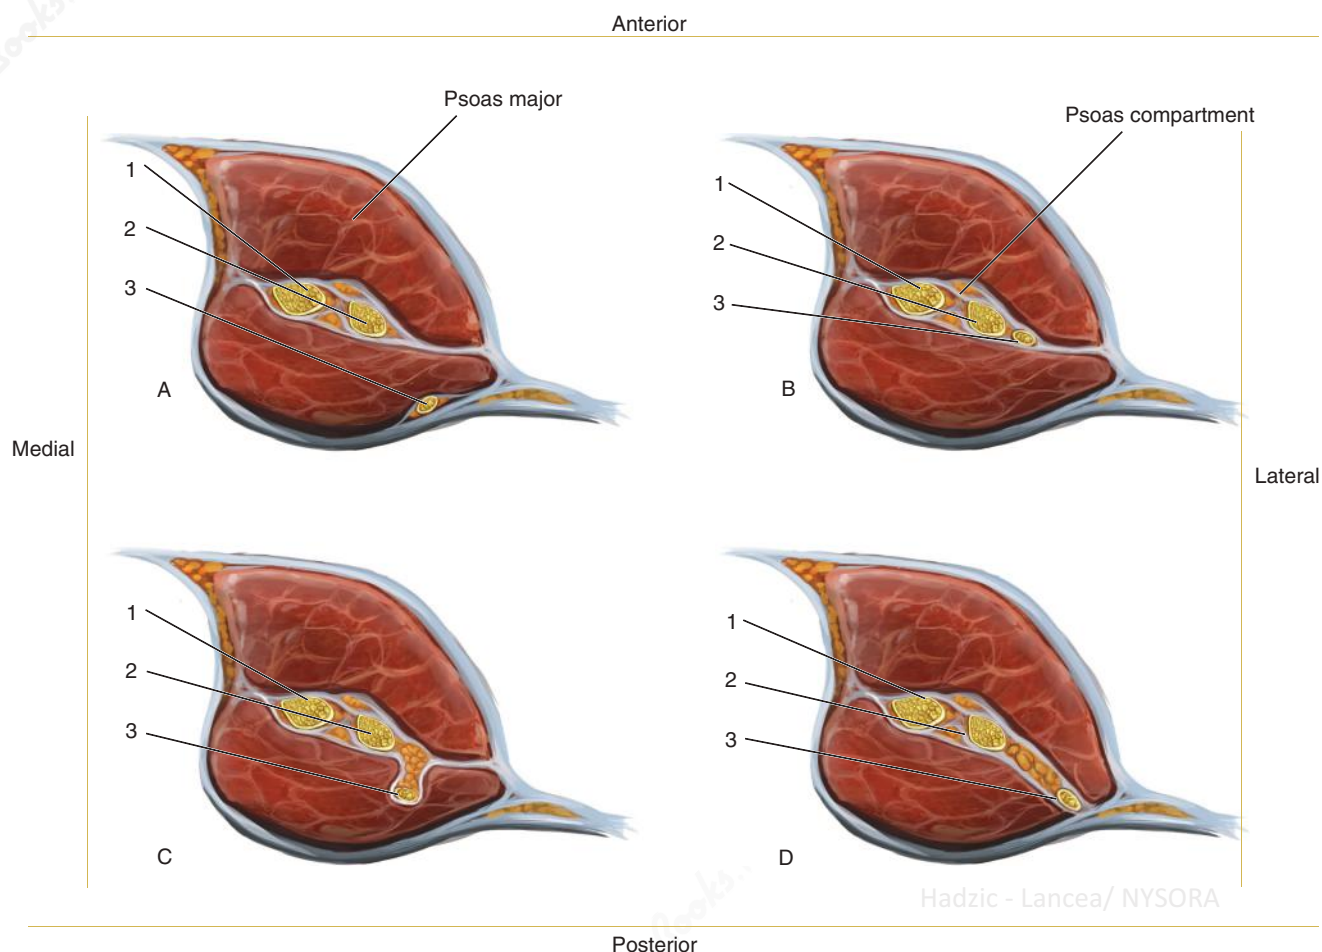 Anterior
Psoas major
1
2
3
A
Psoas compartment
1
2
3
B
Medial
Lateral
1
2
3
C
1
2
3
D
Hadzic - Lancea/ NYSORA
Posterior